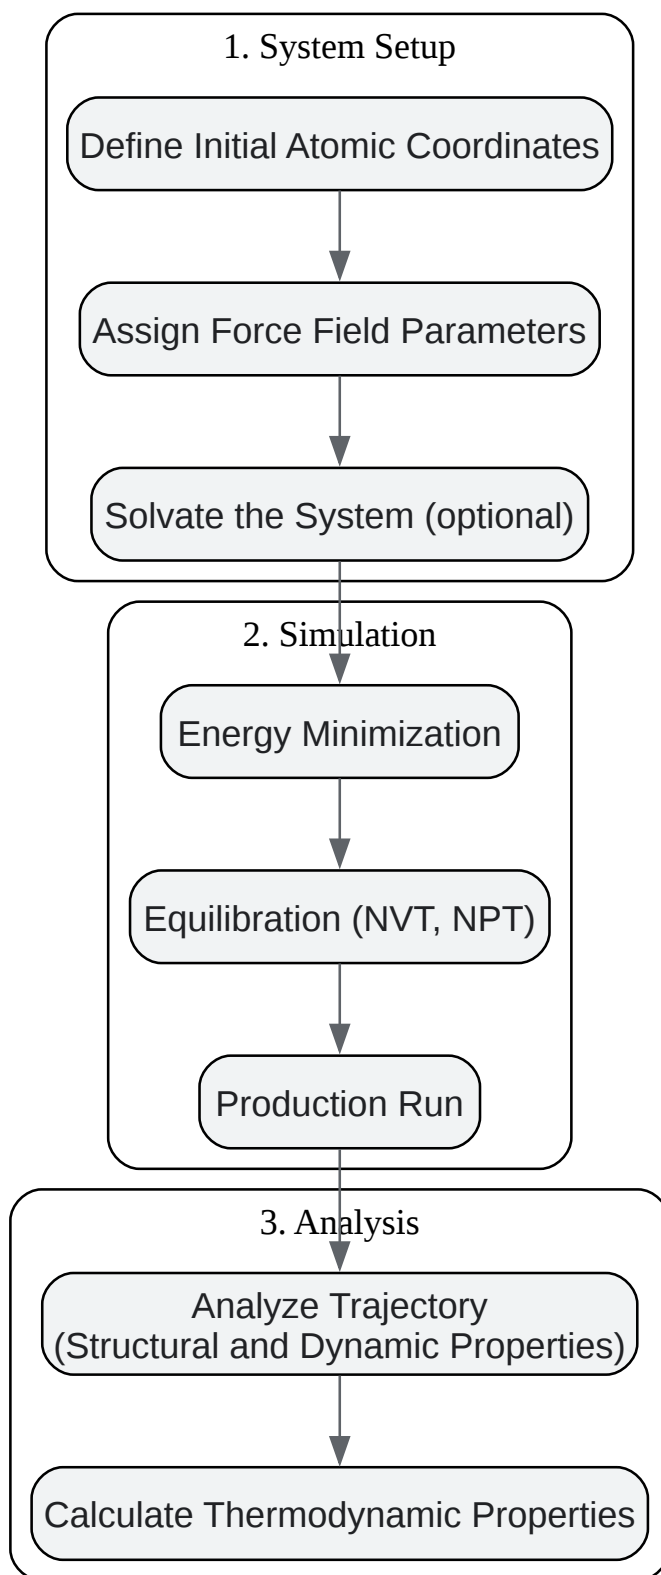 1. System Setup
Define Initial Atomic Coordinates
Assign Force Field Parameters
Solvate the System (optional)
2. Simulation
Energy Minimization
Equilibration (NVT, NPT)
Production Run
3. Analysis
Analyze Trajectory
(Structural and Dynamic Properties)
Calculate Thermodynamic Properties